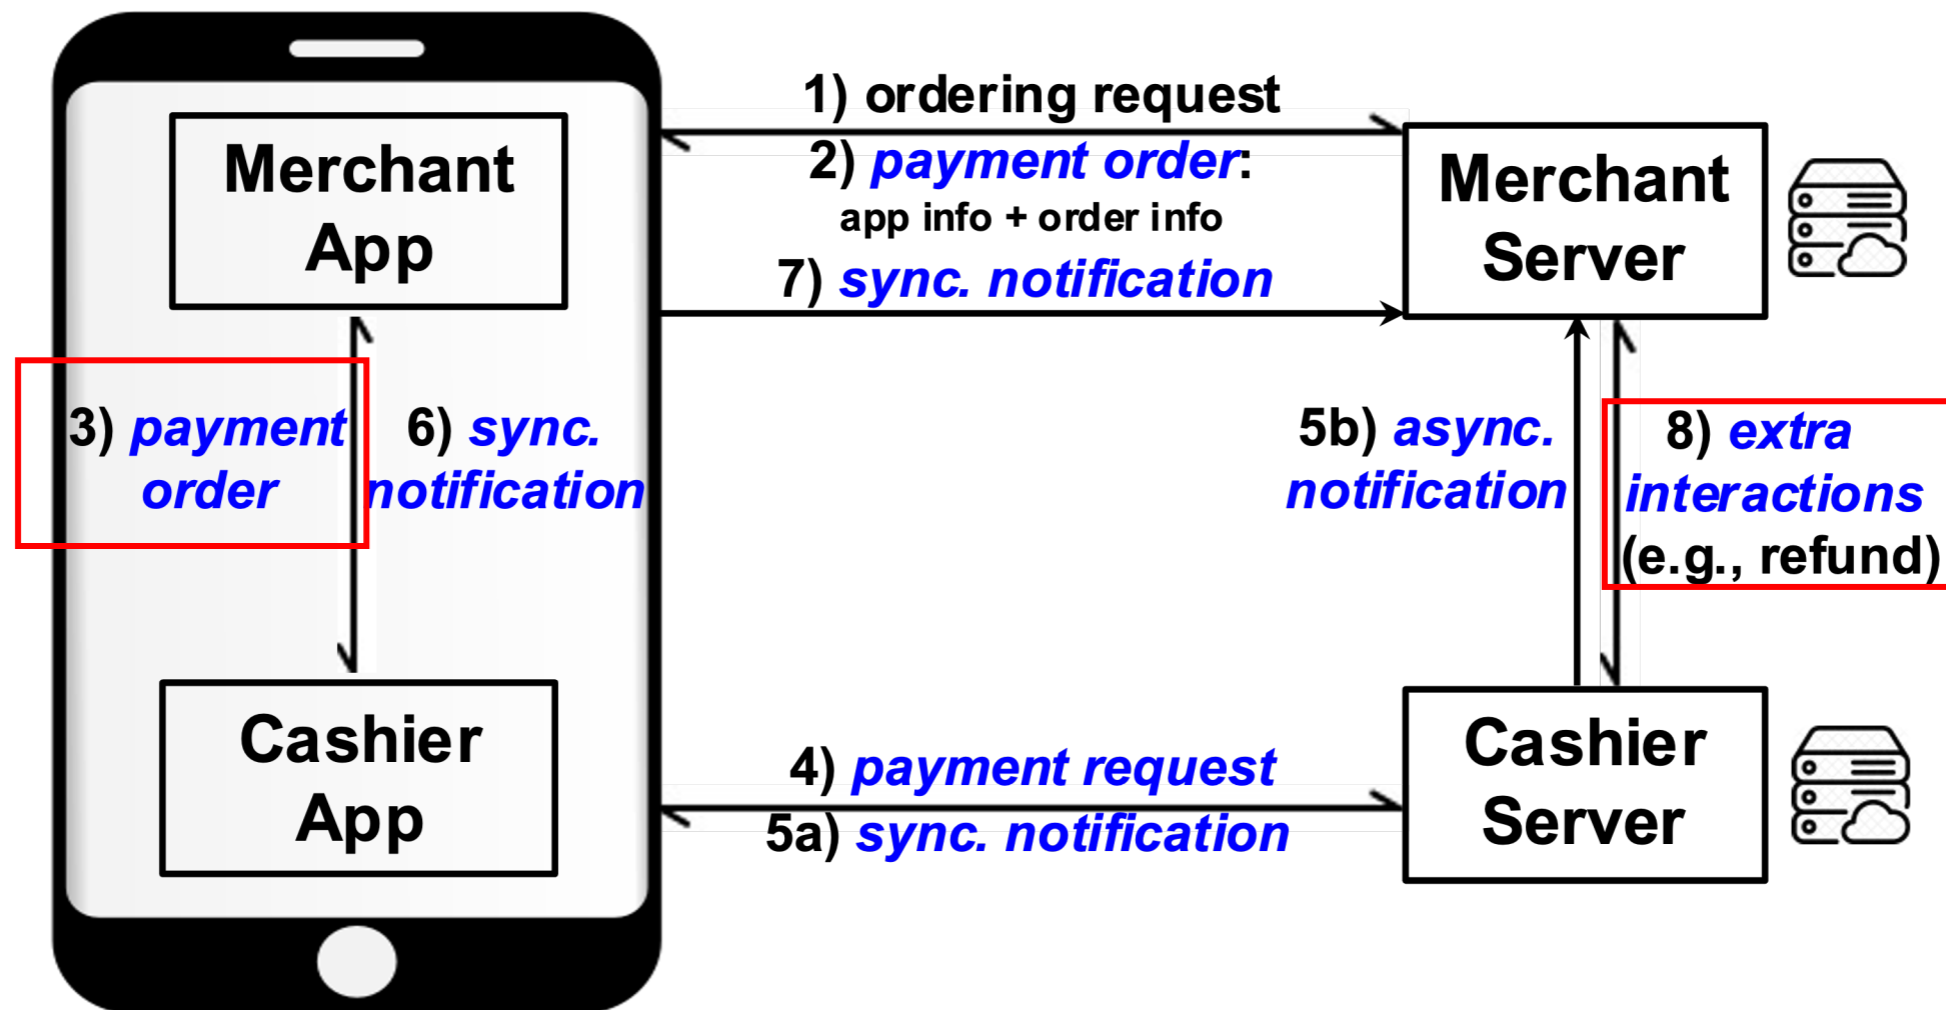 1) ordering request
2) payment order:
app info + order info
7) sync. notification
Merchant
App
Merchant
Server
3) payment
order
6) sync.
notification
5b) async.
notification
8) extra
interactions
(e.g., refund)
Cashier
App
4) payment request
5a) sync. notification
Cashier
Server